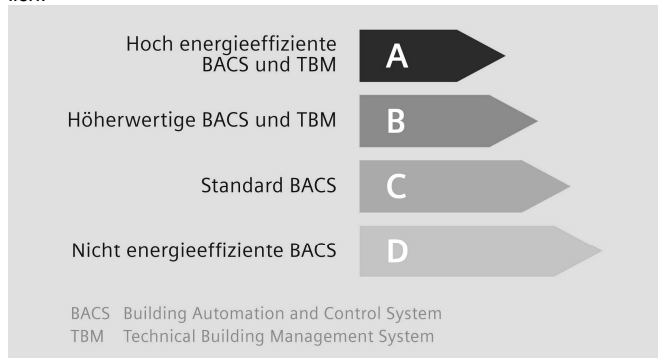 Hoch energieeffiziente
BACS und TBM
A
Höherwertige BACS und TBM
B
Standard BACS
C
Nicht energieeffiziente BACS
D
BACS Building Automation and Control System
TBM Technical Building Management System